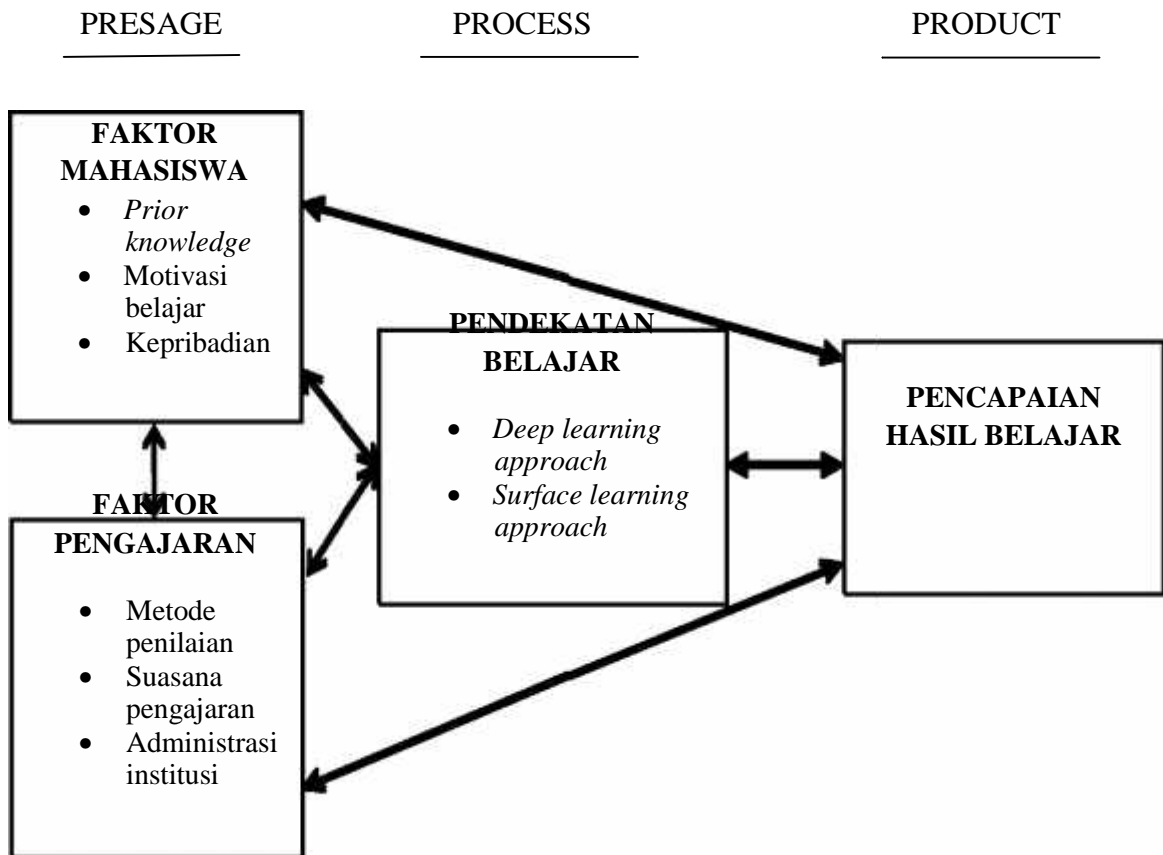 PRESAGE
PROCESS
PRODUCT
FAKTOR
MAHASISWA
• Prior
knowledge
• Motivasi
belajar
• Kepribadian
FAKTOR
PENGAJARAN
• Metode
penilaian
• Suasana
pengajaran
• Administrasi
institusi
PENDEKATAN
BELAJAR
• Deep learning
approach
• Surface learning
approach
PENCAPAIAN
HASIL BELAJAR